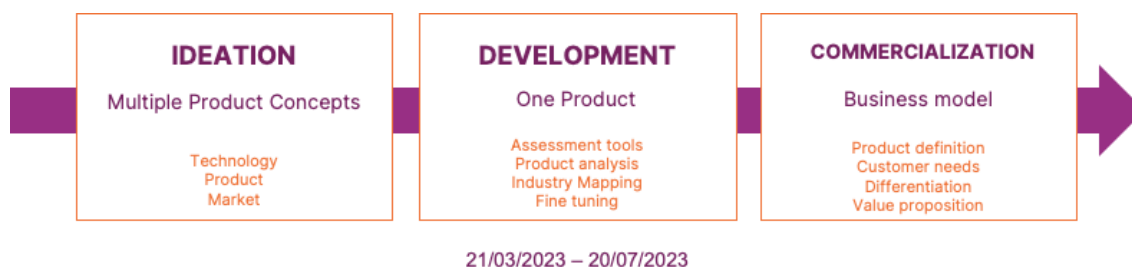 IDEATION
Multiple Product Concepts
Technology
Product
Market
DEVELOPMENT
One Product
Assessment tools
Product analysis
Industry Mapping
Fine tuning
COMMERCIALIZATION
Business model
Product definition
Customer needs
Differentiation
Value proposition
21/03/2023 – 20/07/2023